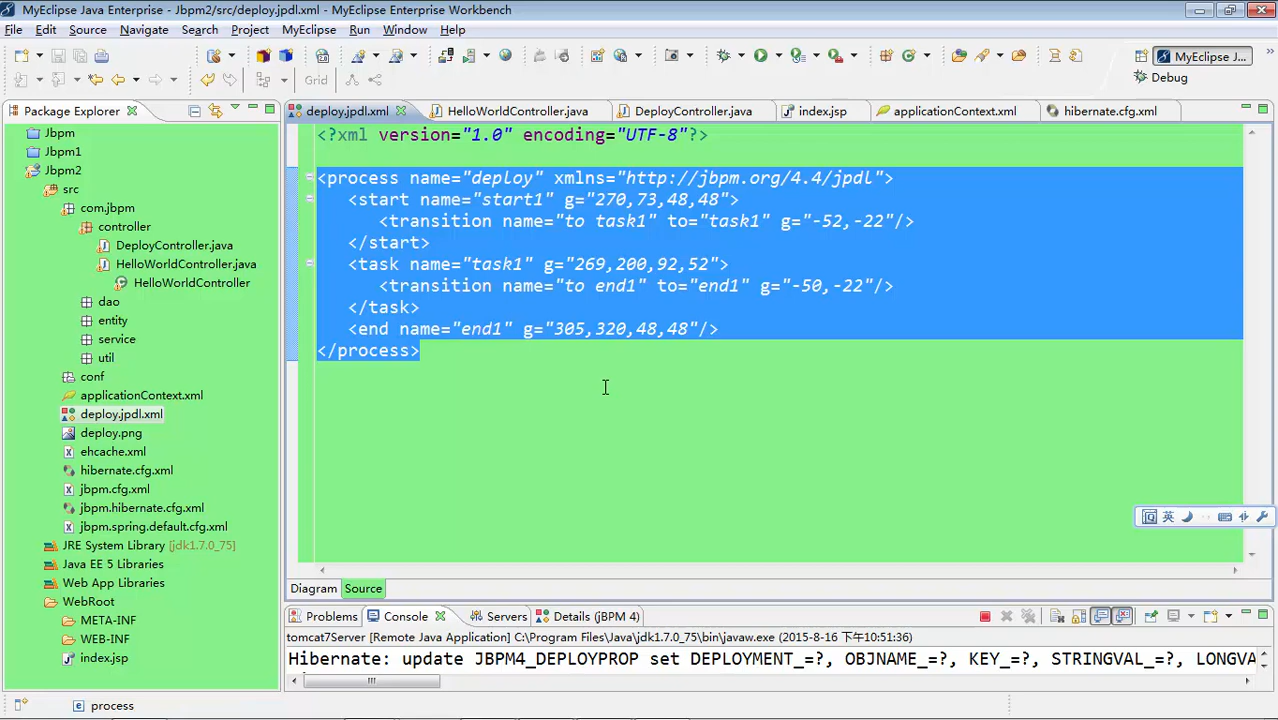 MyEclipse Java Enterprise - Jbpm2/src/deploy.jpdl.xml - MyEclipse Enterprise Workbench
File Edit Source Navigate Search Project MyEclipse Run Window Help
MyEclipse J...
Grid
Debug
Package Explorer
deploy.jpdl.xml HelloWorldController.java DeployController.java index.jsp applicationContext.xml hibernate.cfg.xml
Jbpm
Jbpm1
Jbpm2
src
com.jbpm
controller
DeployController.java
HelloWorldController.java
HelloWorldController
dao
entity
service
util
conf
applicationContext.xml
deploy.jpdl.xml
deploy.png
ehcache.xml
hibernate.cfg.xml
jbpm.cfg.xml
jbpm.hibernate.cfg.xml
jbpm.spring.default.cfg.xml
JRE System Library [jdk1.7.0_75]
Java EE 5 Libraries
Web App Libraries
WebRoot
META-INF
WEB-INF
index.jsp
<?xml version="1.0" encoding="UTF-8"?>
<process name="deploy" xmlns="http://jbpm.org/4.4/jpdl">
<start name="start1" g="270,73,48,48">
<transition name="to task1" to="task1" g="-52,-22"/>
</start>
<task name="task1" g="269,200,92,52">
<transition name="to end1" to="end1" g="-50,-22"/>
</task>
<end name="end1" g="305,320,48,48"/>
</process>
英
Diagram Source
Problems Console Servers Details (jBPM 4)
tomcat7Server [Remote Java Application] C:\Program Files\Java\jdk1.7.0_75\bin\javaw.exe (2015-8-16 下午10:51:36)
Hibernate: update JBPM4_DEPLOYPROP set DEPLOYMENT_=?, OBJNAME_=?, KEY_=?, STRINGVAL_=?, LONGVA
process